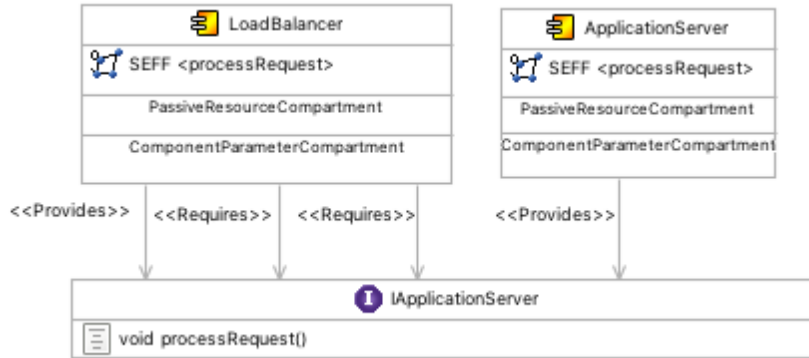 LoadBalancer
SEFF <processRequest>
PassiveResourceCompartment
ComponentParameterCompartment
ApplicationServer
SEFF <processRequest>
PassiveResourceCompartment
ComponentParameterCompartment
<<Provides>>
<<Requires>>
<<Requires>>
<<Provides>>
I IApplicationServer
void processRequest()